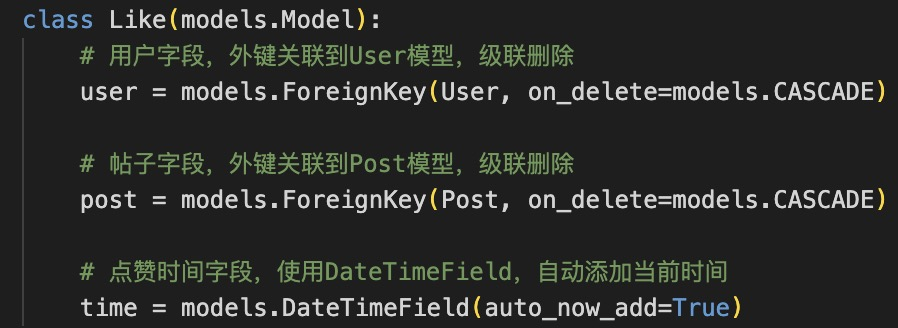 class Like(models.Model):
# 用户字段，外键关联到User模型，级联删除
user = models.ForeignKey(User, on_delete=models.CASCADE)
# 帖子字段，外键关联到Post模型，级联删除
post = models.ForeignKey(Post, on_delete=models.CASCADE)
# 点赞时间字段，使用DateTimeField，自动添加当前时间
time = models.DateTimeField(auto_now_add=True)